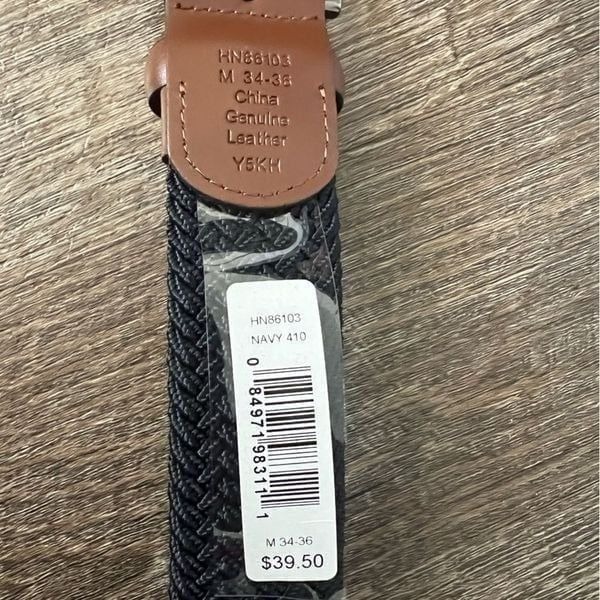 HN86103
M 34-36
China
Genuine
Leather
Y5KH
HN86103
NAVY 410
0 84971 98311 1
M 34-36
$39.50